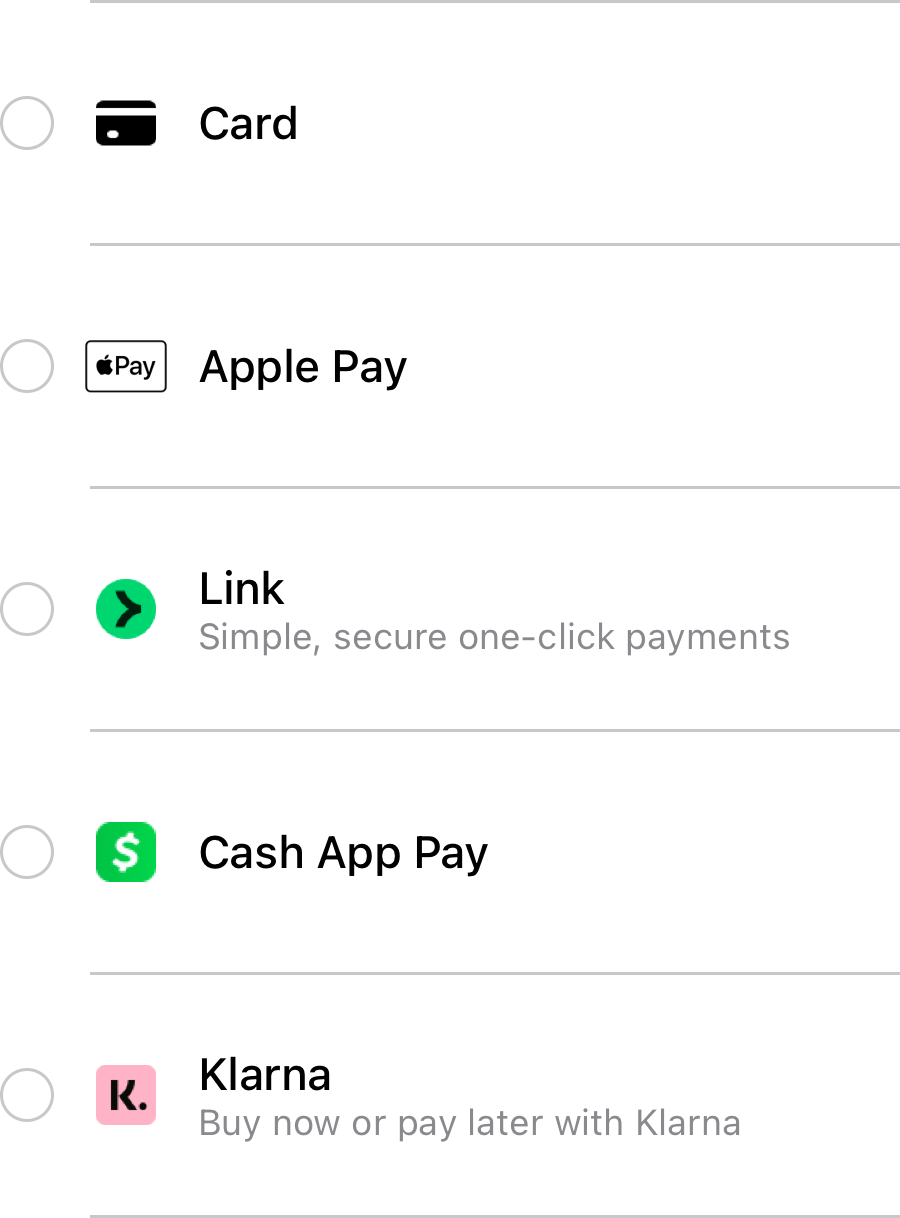 Card
Pay
Apple Pay
Link
Simple, secure one-click payments
$
Cash App Pay
K.
Klarna
Buy now or pay later with Klarna